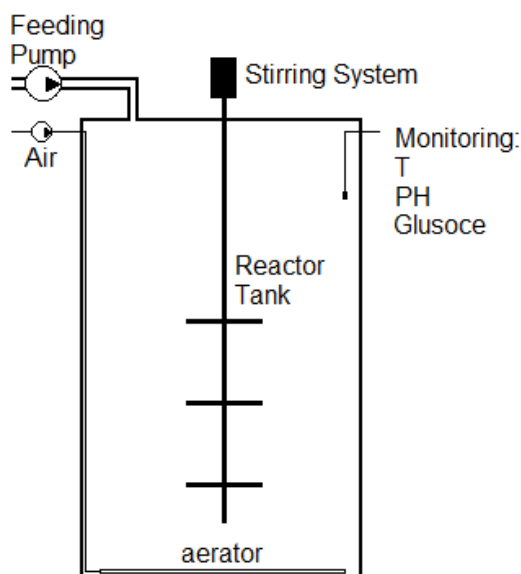 Feeding
Pump
Stirring System
Air
Monitoring:
T
PH
Glusoce
Reactor
Tank
aerator